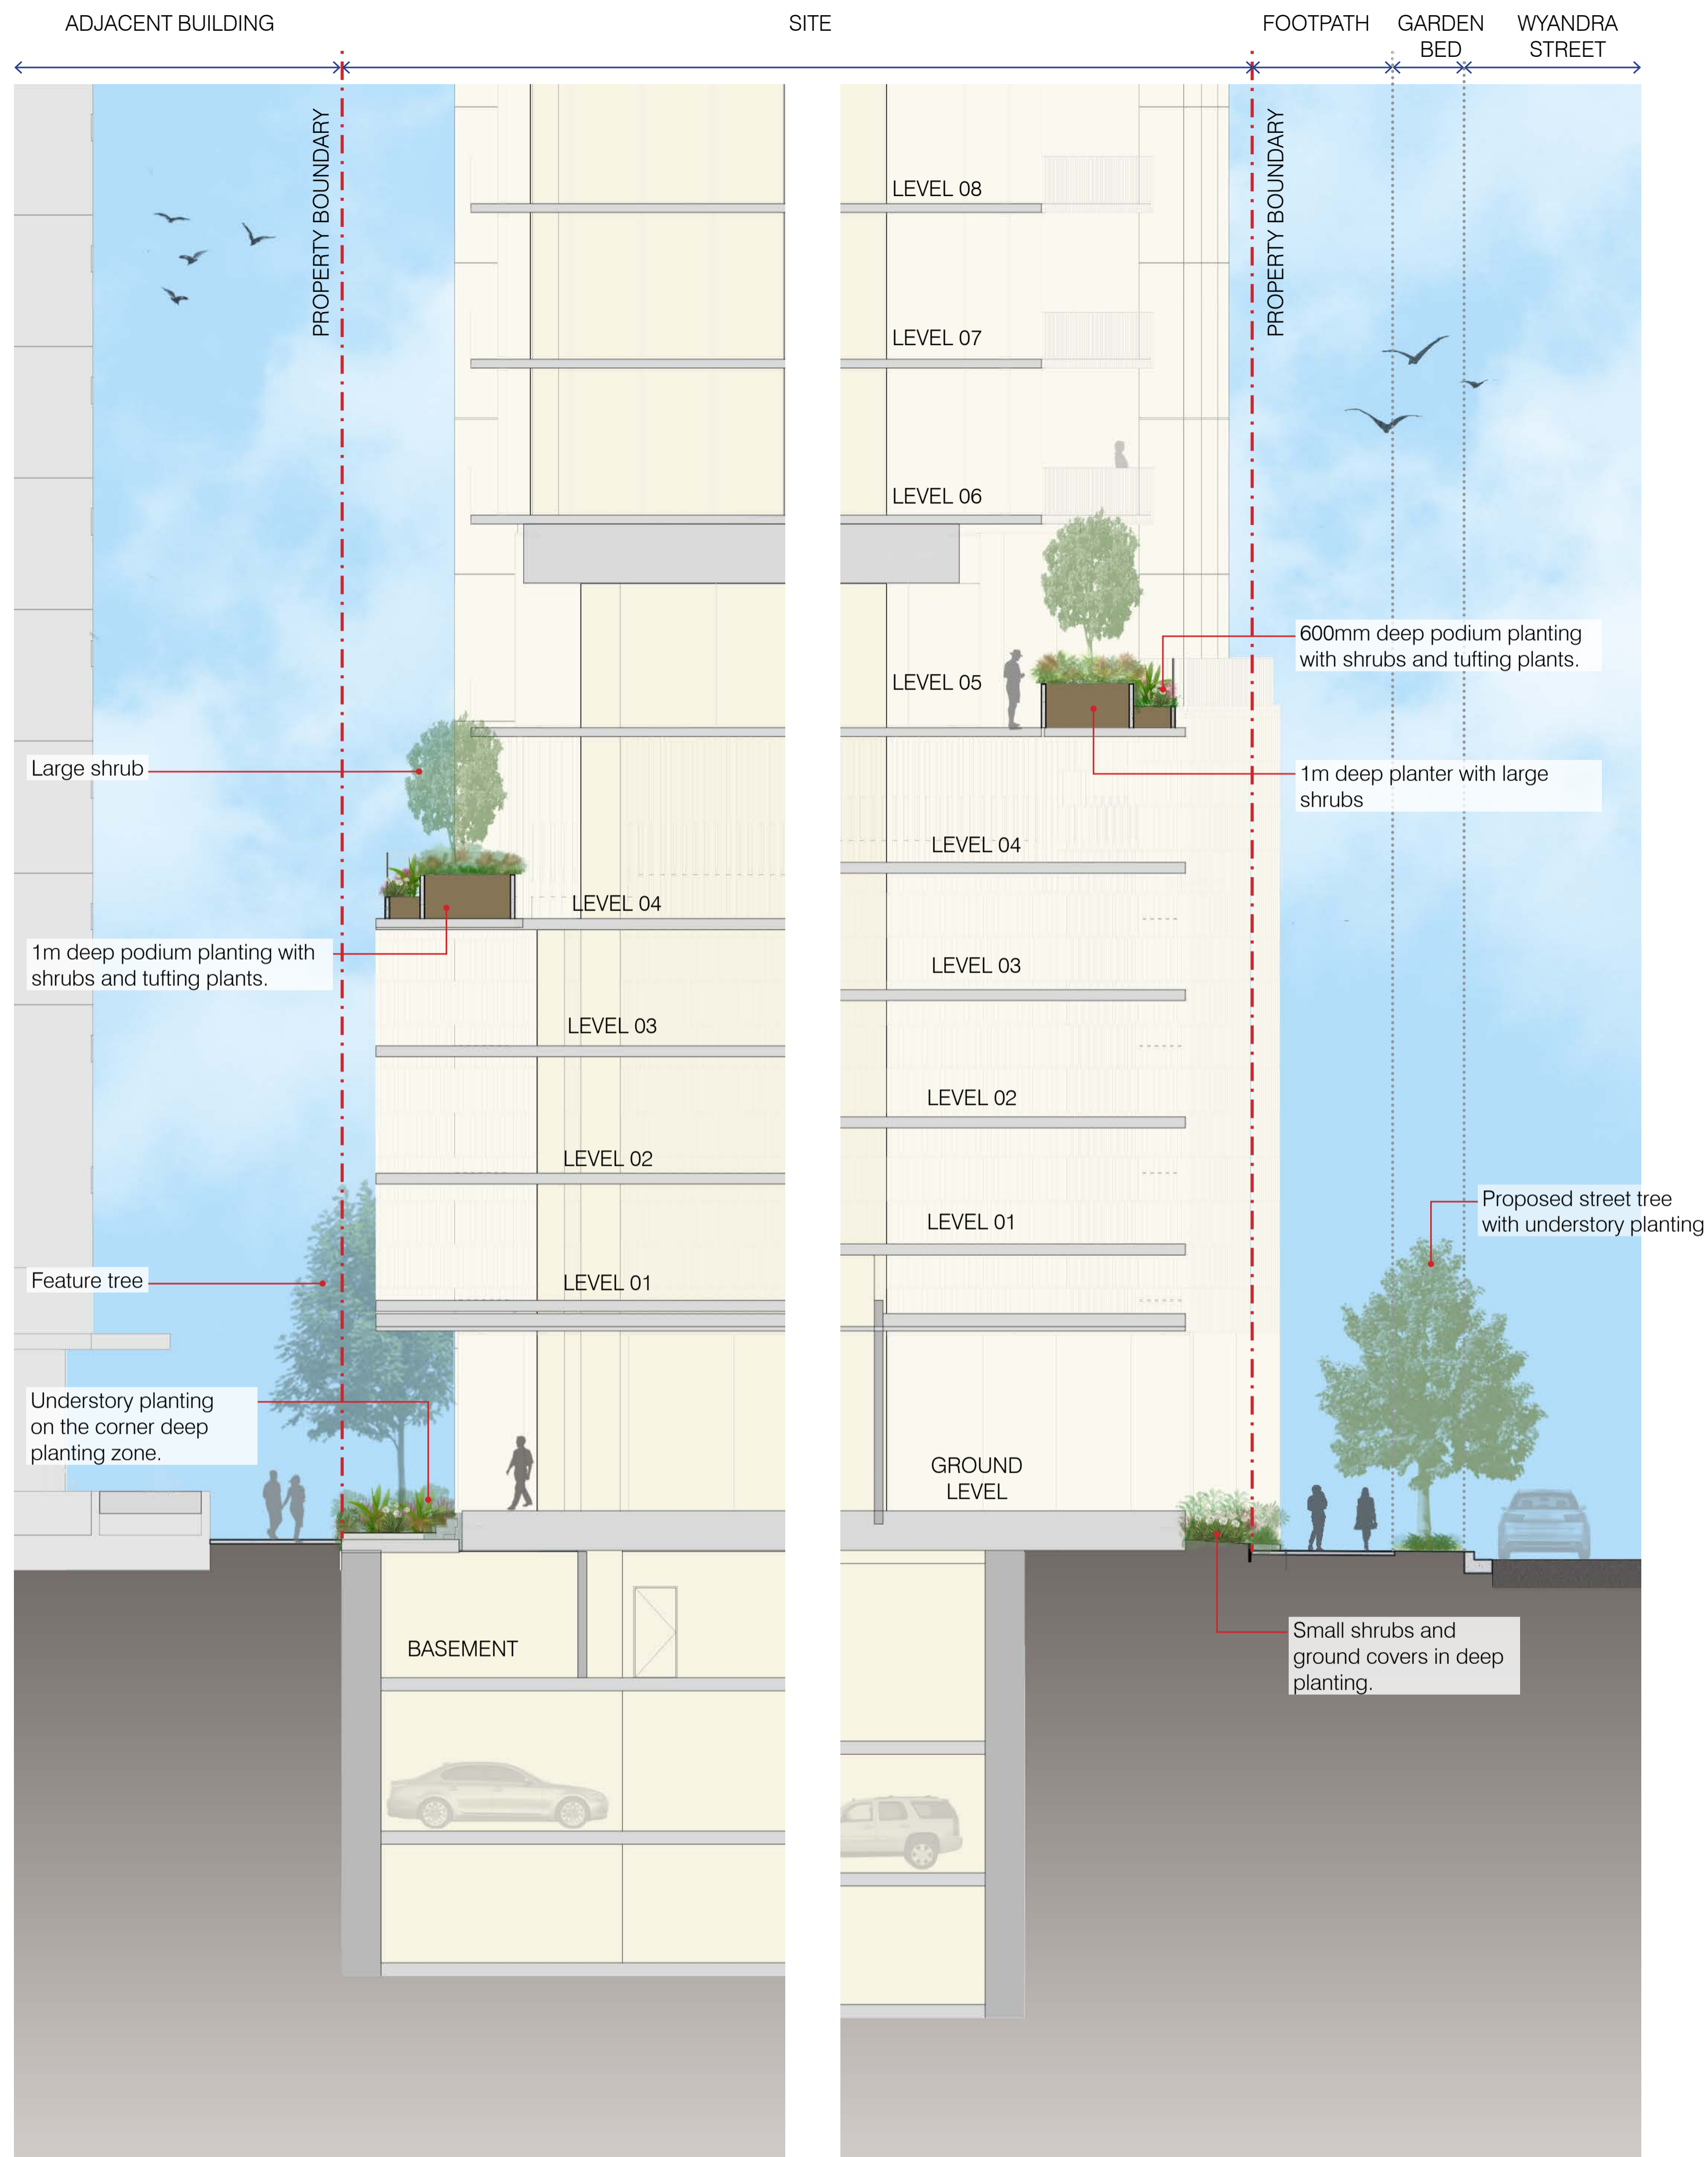 ADJACENT BUILDING
SITE
FOOTPATH
GARDEN
BED
WYANDRA
STREET
PROPERTY BOUNDARY
PROPERTY BOUNDARY
LEVEL 08
LEVEL 07
LEVEL 06
LEVEL 05
600mm deep podium planting
with shrubs and tufting plants.
1m deep planter with large
shrubs
Large shrub
LEVEL 04
LEVEL 04
1m deep podium planting with
shrubs and tufting plants.
LEVEL 03
LEVEL 03
LEVEL 02
LEVEL 02
LEVEL 01
LEVEL 01
Proposed street tree
with understory planting
Feature tree
Understory planting
on the corner deep
planting zone.
GROUND
LEVEL
BASEMENT
Small shrubs and
ground covers in deep
planting.